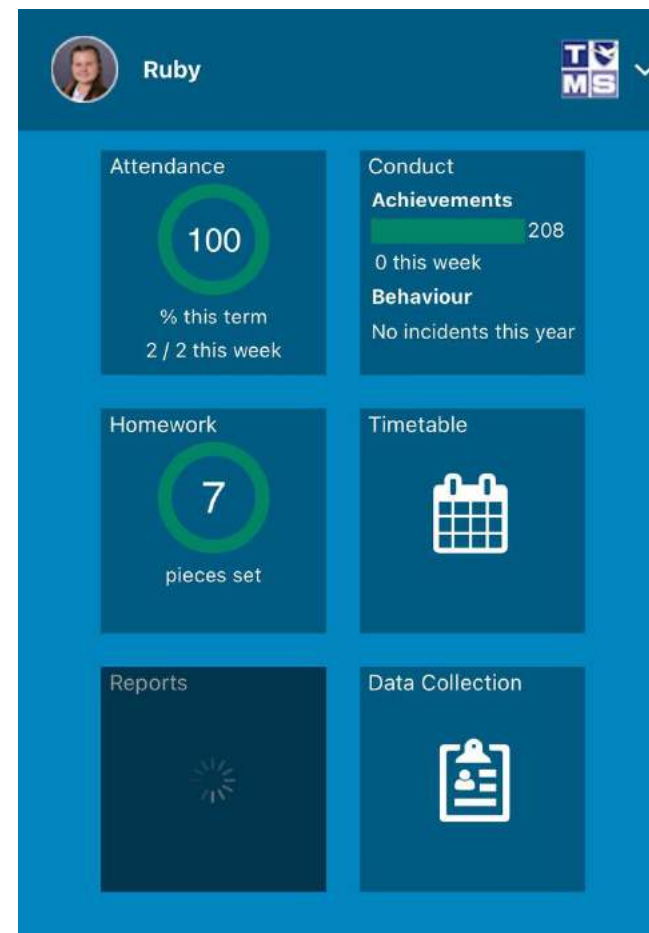 Ruby
T
MS
Attendance
100
% this term
2 / 2 this week
Conduct
Achievements
208
0 this week
Behaviour
No incidents this year
Homework
7
pieces set
Timetable
Reports
Data Collection